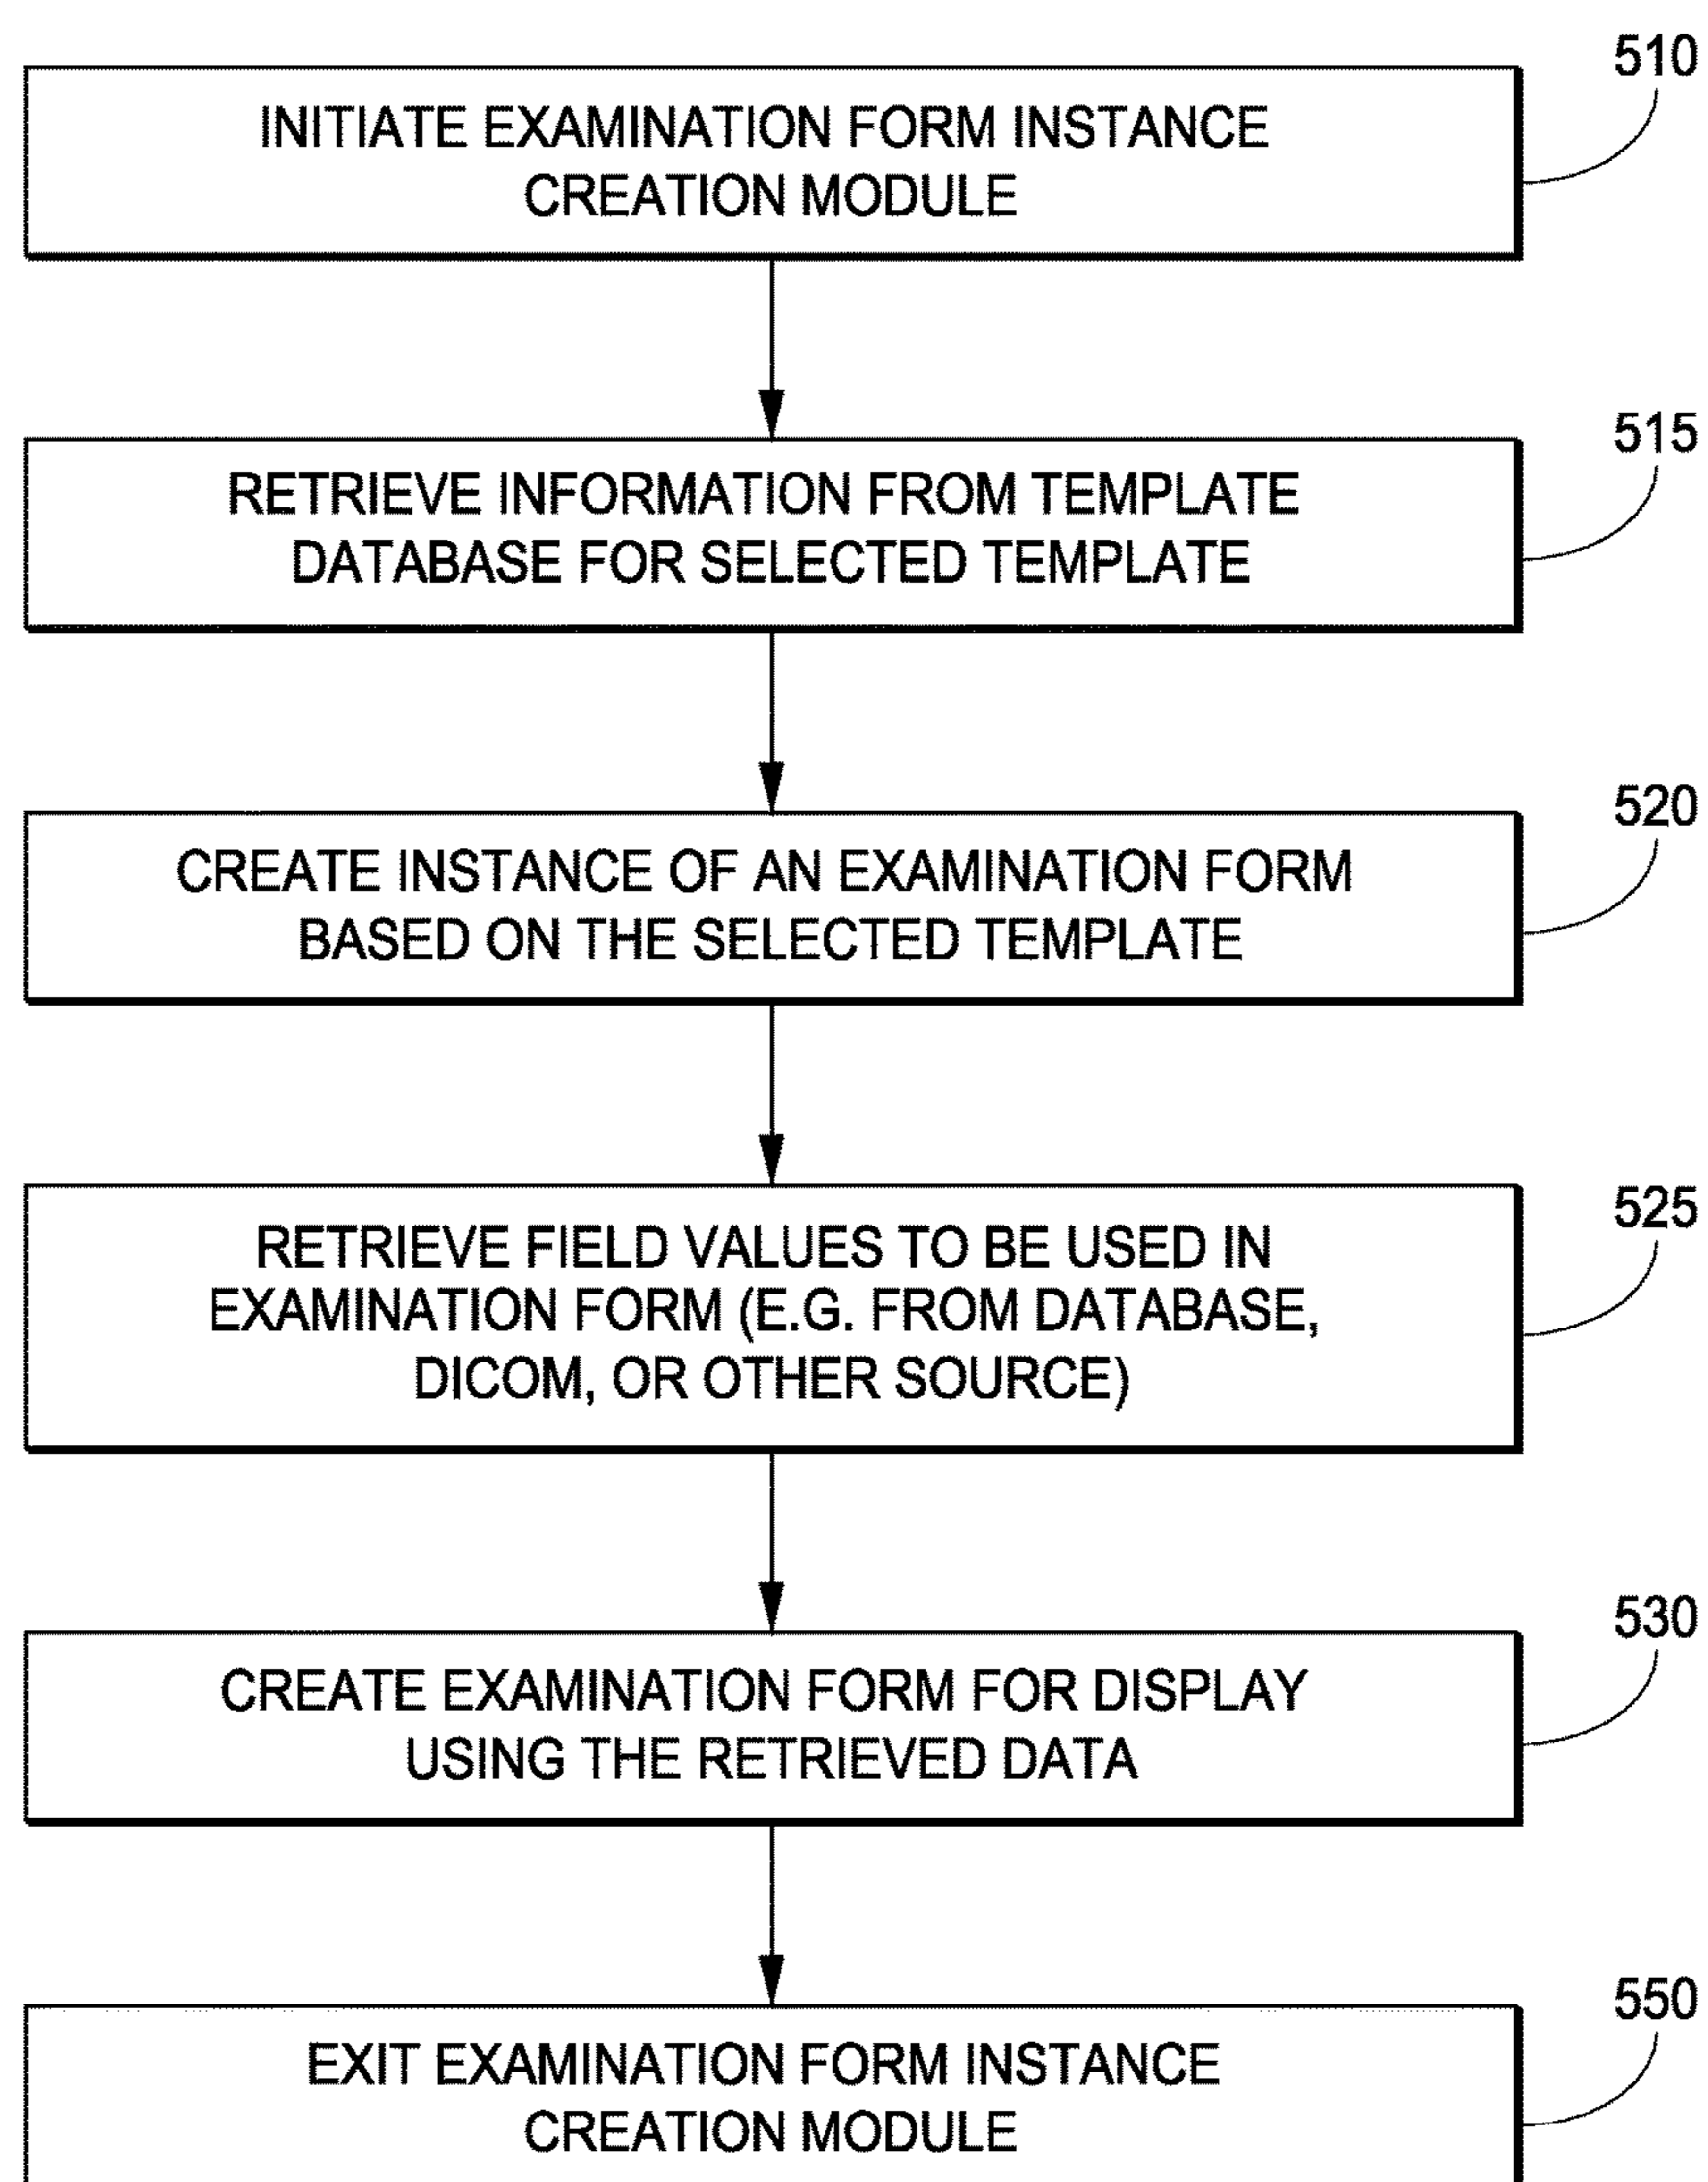 510
INITIATE EXAMINATION FORM INSTANCE
CREATION MODULE
515
RETRIEVE INFORMATION FROM TEMPLATE
DATABASE FOR SELECTED TEMPLATE
520
CREATE INSTANCE OF AN EXAMINATION FORM
BASED ON THE SELECTED TEMPLATE
525
RETRIEVE FIELD VALUES TO BE USED IN
EXAMINATION FORM (E.G. FROM DATABASE,
DICOM, OR OTHER SOURCE)
530
CREATE EXAMINATION FORM FOR DISPLAY
USING THE RETRIEVED DATA
550
EXIT EXAMINATION FORM INSTANCE
CREATION MODULE